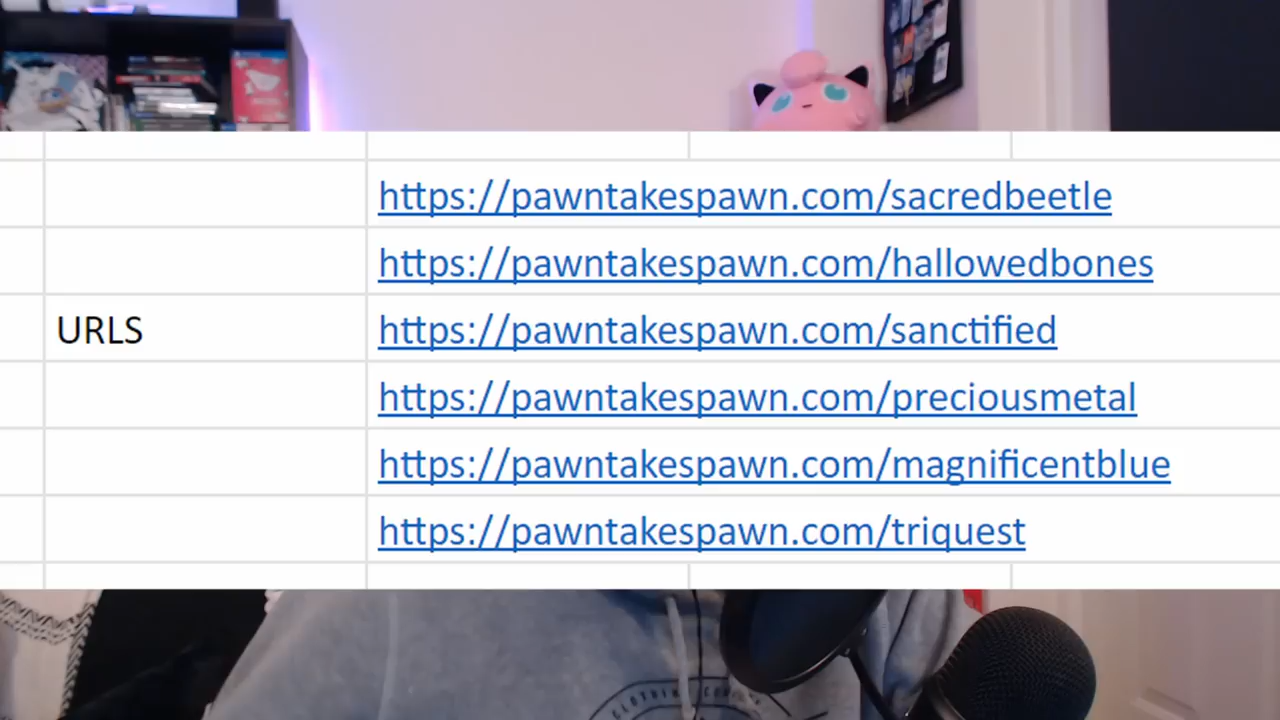 https://pawntakespawn.com/sacredbeetle
https://pawntakespawn.com/hallowedbones
URLS https://pawntakespawn.com/sanctified
https://pawntakespawn.com/preciousmetal
https://pawntakespawn.com/magnificentblue
https://pawntakespawn.com/triquest
CLOTHING